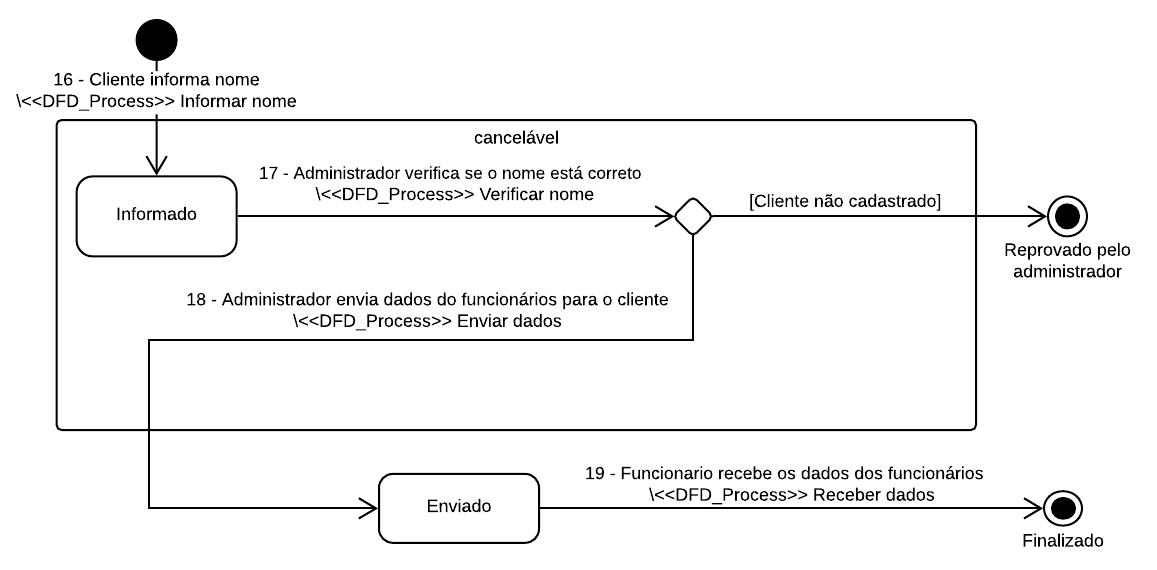 16 - Cliente informa nome
\<<DFD_Process>> Informar nome
cancelável
17 - Administrador verifica se o nome está correto
\<<DFD_Process>> Verificar nome
Informado
[Cliente não cadastrado]
Reprovado pelo
administrador
18 - Administrador envia dados do funcionários para o cliente
\<<DFD_Process>> Enviar dados
19 - Funcionario recebe os dados dos funcionários
\<<DFD_Process>> Receber dados
Enviado
Finalizado